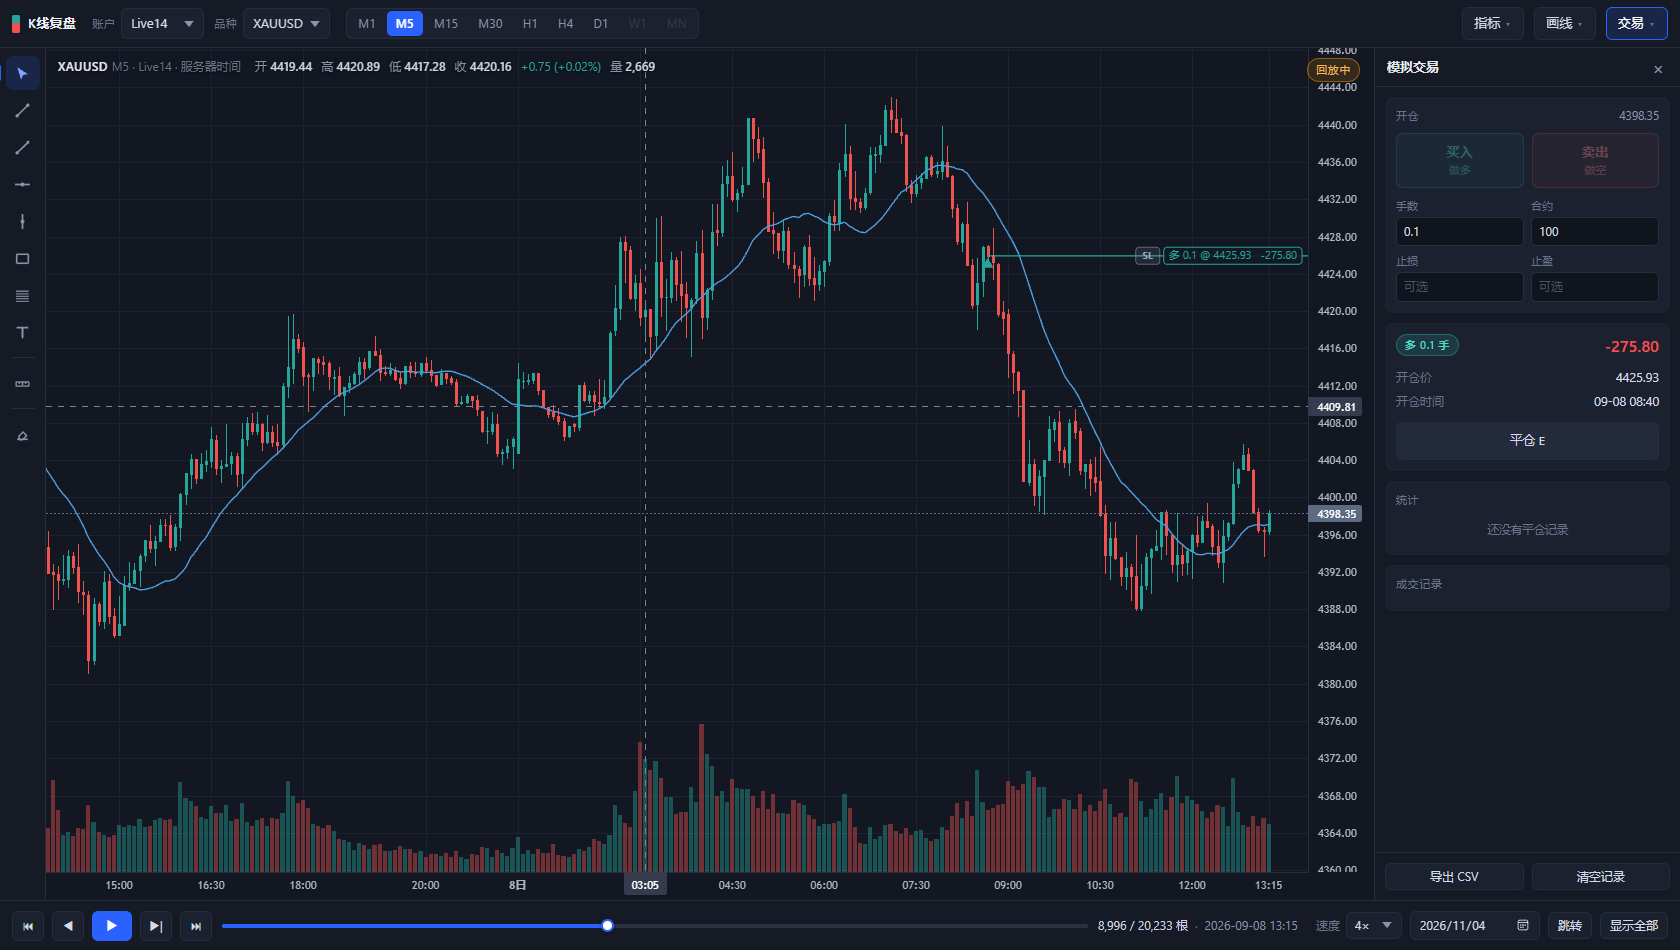 K线复盘 账户 Live14 品种 XAUUSD M1 M5 M15 M30 H1 H4 D1 W1 MN 指标 画线 交易
XAUUSD M5 · Live14 · 服务器时间 开 4419.44 高 4420.89 低 4417.28 收 4420.16 +0.75 (+0.02%) 量 2,669
回放中
4448.00
4444.00
4440.00
4436.00
4432.00
4428.00
4424.00
4420.00
4416.00
4412.00
4409.81
4408.00
4404.00
4400.00
4398.35
4396.00
4392.00
4388.00
4384.00
4380.00
4376.00
4372.00
4368.00
4364.00
4360.00
SL 多 0.1 @ 4425.93 -275.80
15:00 16:30 18:00 20:00 8日 03:05 04:30 06:00 07:30 09:00 10:30 12:00 13:15
模拟交易 ×
开仓 4398.35
买入 卖出
做多 做空
手数 合约
0.1 100
止损 止盈
可选 可选
多 0.1 手 -275.80
开仓价 4425.93
开仓时间 09-08 08:40
平仓 E
统计
还没有平仓记录
成交记录
导出 CSV 清空记录
8,996 / 20,233 根 · 2026-09-08 13:15 速度 4× 2026/11/04 跳转 显示全部